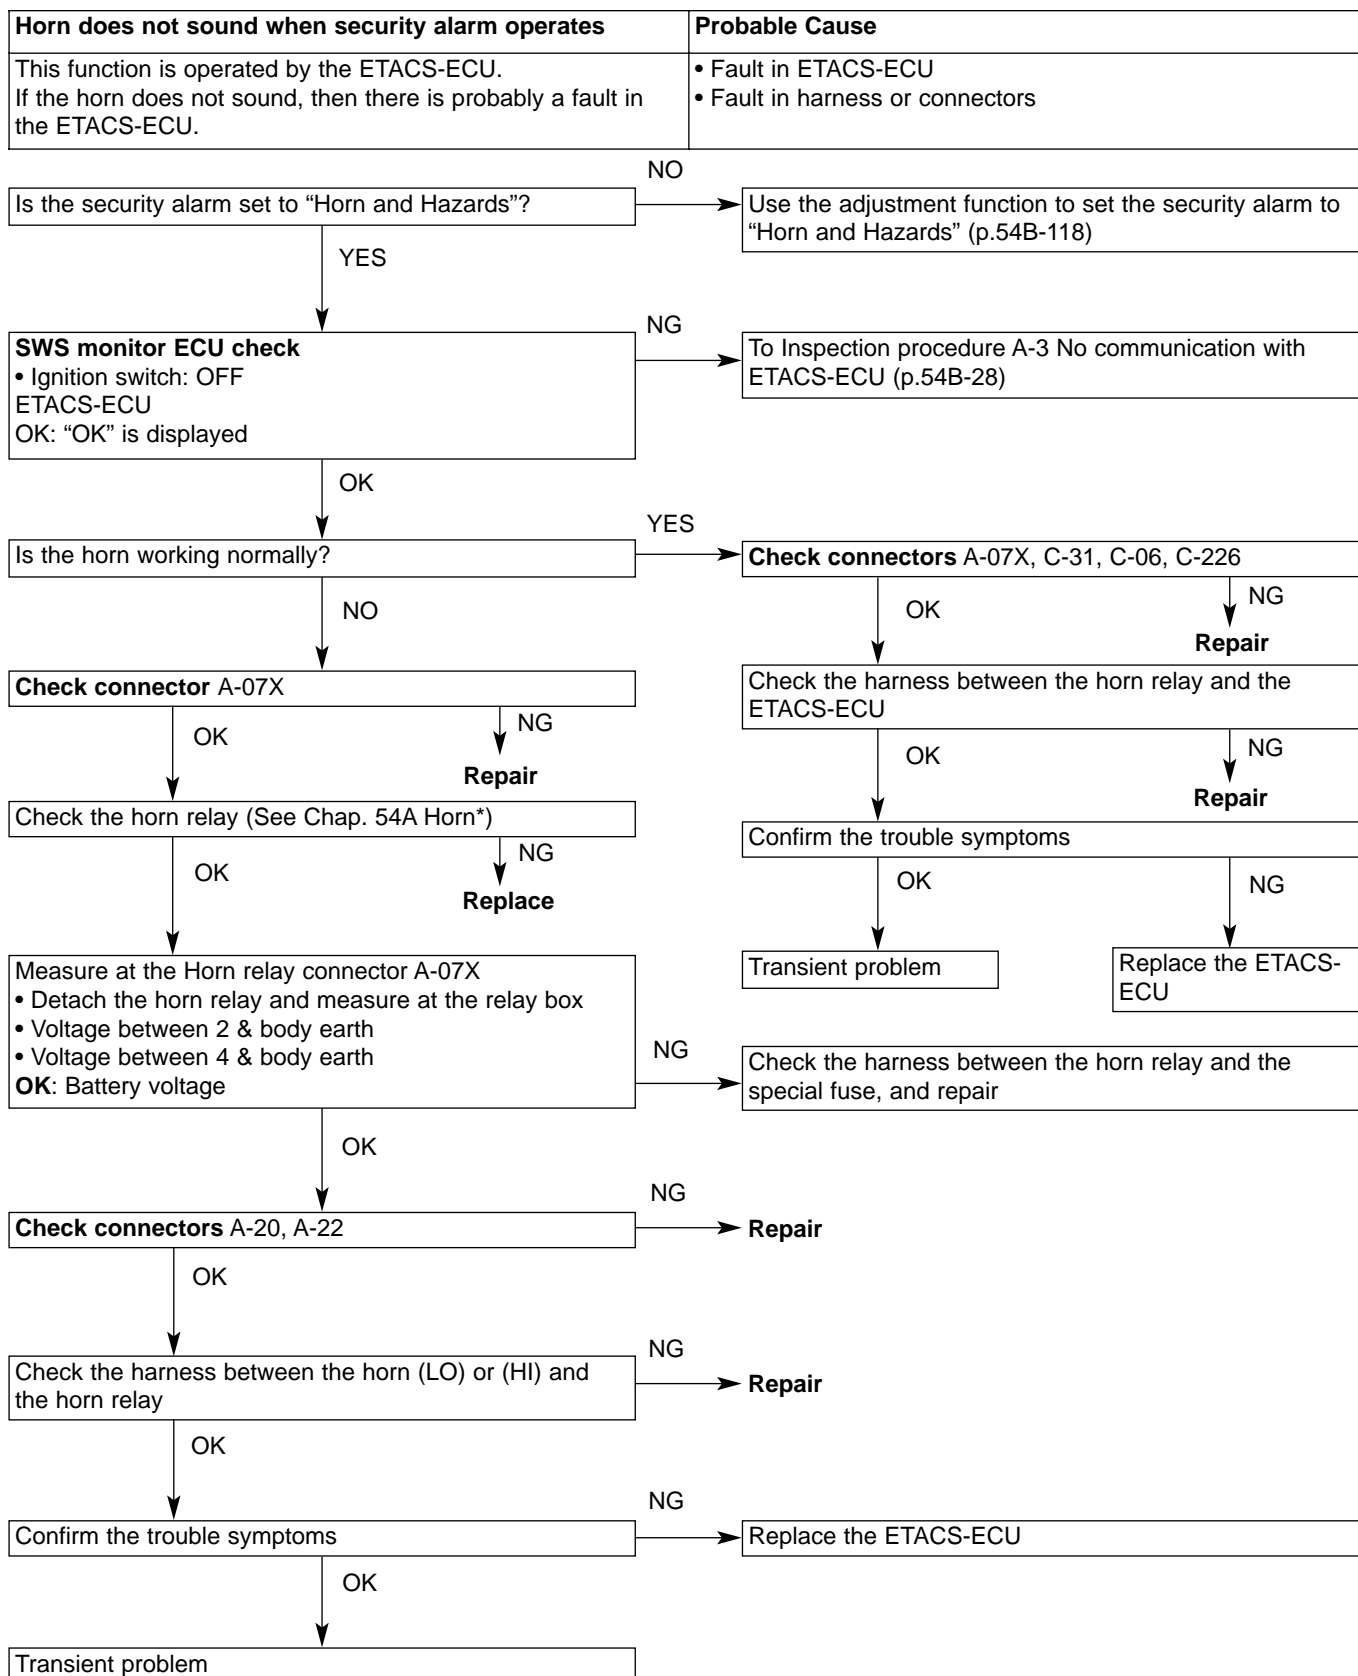 Horn does not sound when security alarm operates
Probable Cause
This function is operated by the ETACS-ECU.
If the horn does not sound, then there is probably a fault in
the ETACS-ECU.
• Fault in ETACS-ECU
• Fault in harness or connectors
NO
Is the security alarm set to “Horn and Hazards”?
Use the adjustment function to set the security alarm to
“Horn and Hazards” (p.54B-118)
YES
SWS monitor ECU check
• Ignition switch: OFF
ETACS-ECU
OK: “OK” is displayed
NG
To Inspection procedure A-3 No communication with
ETACS-ECU (p.54B-28)
OK
YES
Is the horn working normally?
Check connectors A-07X, C-31, C-06, C-226
OK
NG
Repair
NO
Check connector A-07X
Check the harness between the horn relay and the
ETACS-ECU
OK
NG
Repair
OK
NG
Repair
Check the horn relay (See Chap. 54A Horn*)
Confirm the trouble symptoms
OK
NG
Replace
OK
NG
Transient problem
Replace the ETACS-
ECU
Measure at the Horn relay connector A-07X
• Detach the horn relay and measure at the relay box
• Voltage between 2 & body earth
• Voltage between 4 & body earth
OK: Battery voltage
NG
Check the harness between the horn relay and the
special fuse, and repair
OK
NG
Check connectors A-20, A-22
Repair
OK
NG
Check the harness between the horn (LO) or (HI) and
the horn relay
Repair
OK
NG
Confirm the trouble symptoms
Replace the ETACS-ECU
OK
Transient problem